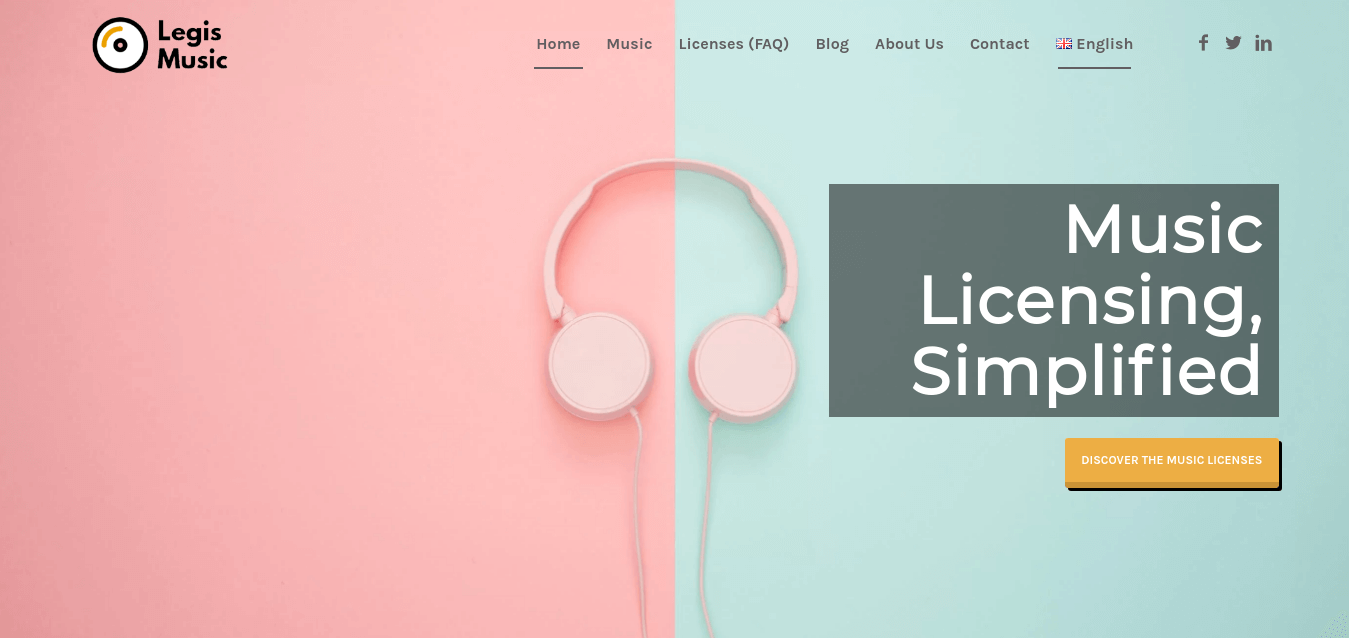 Legis
Music
Home Music Licenses (FAQ) Blog About Us Contact English
Music
Licensing,
Simplified
DISCOVER THE MUSIC LICENSES